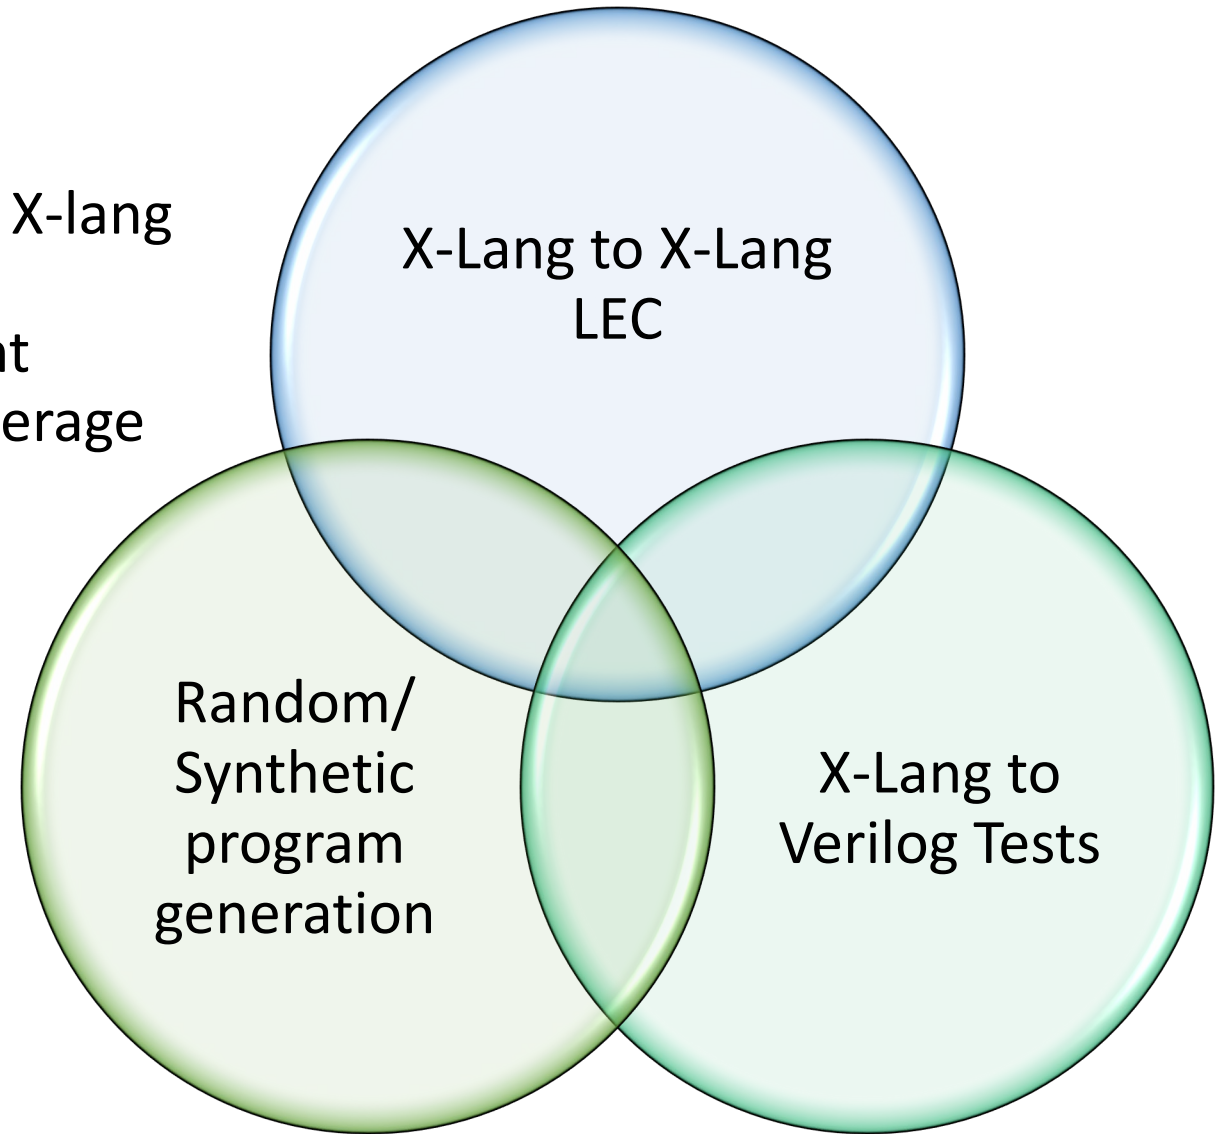 X-lang
erage
X-Lang to X-Lang
LEC
Random/
Synthetic
program
generation
X-Lang to
Verilog Tests